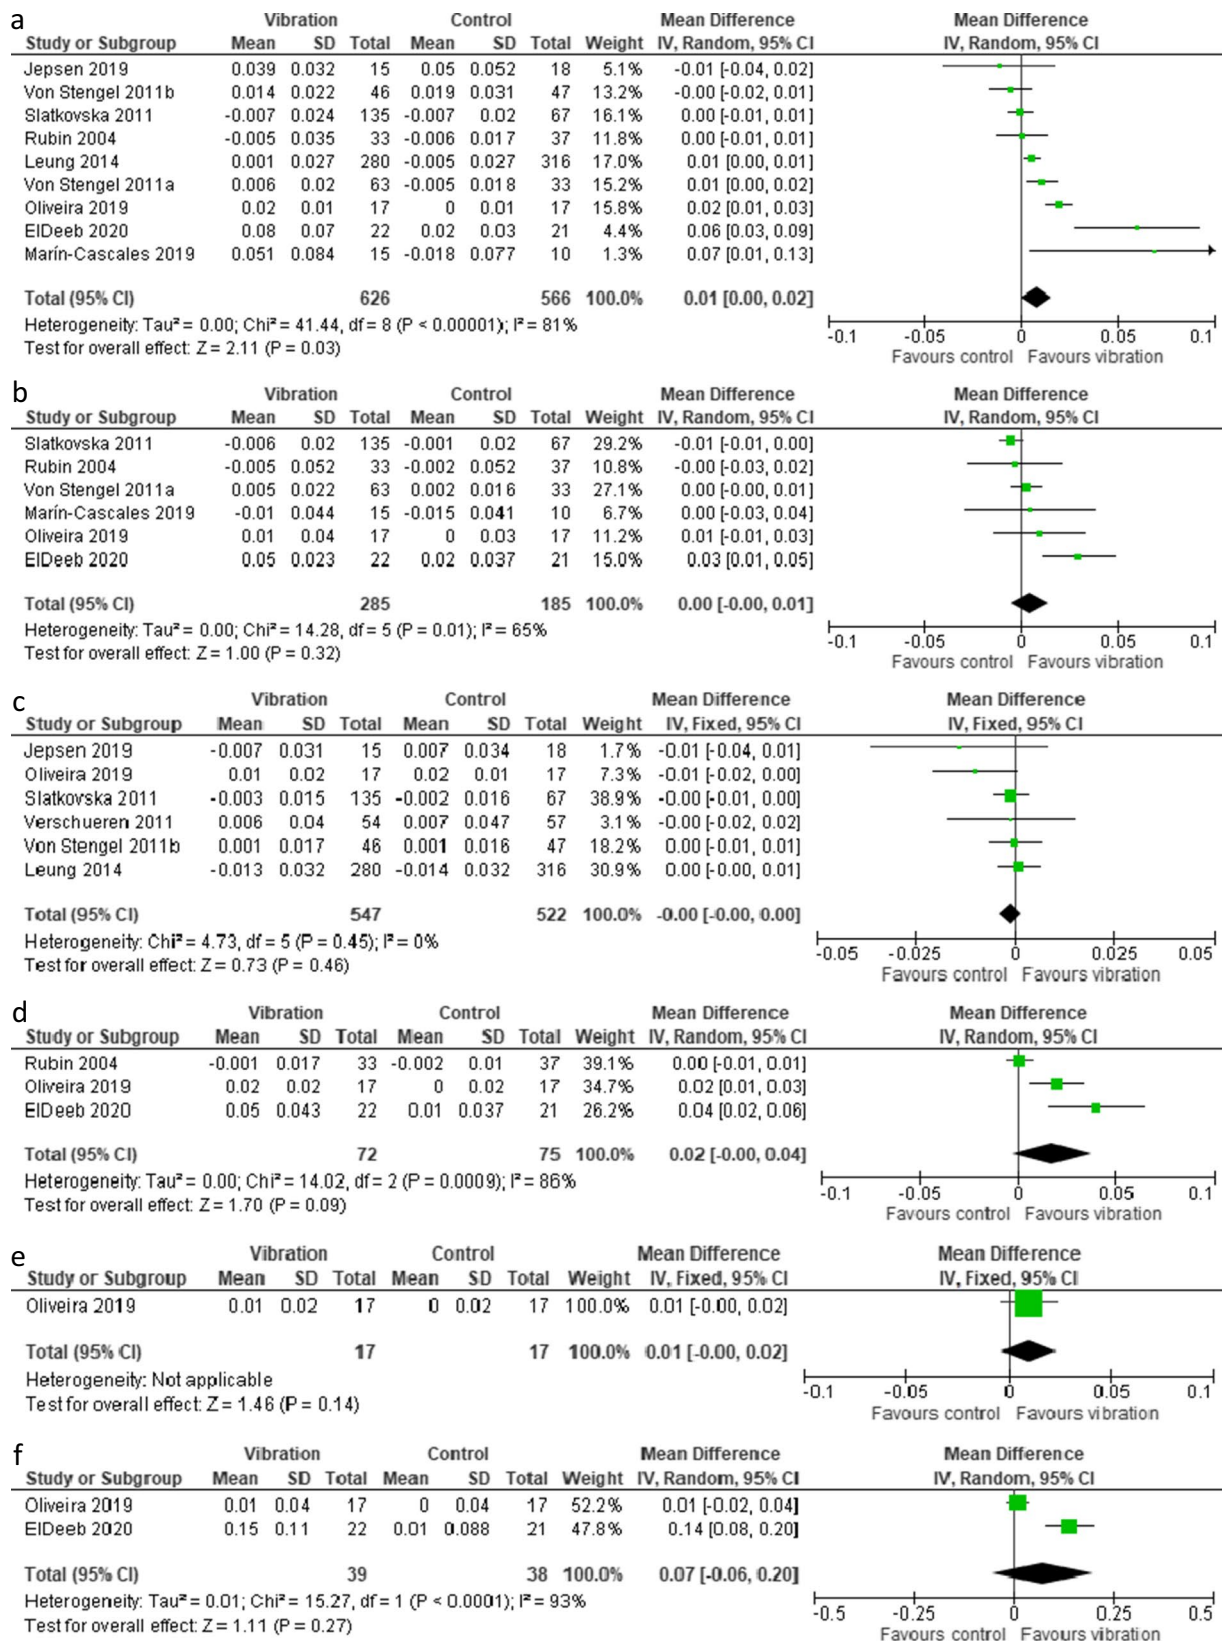 a
Vibration Control Mean Difference Mean Difference
Study or Subgroup Mean SD Total Mean SD Total Weight IV, Random, 95% CI IV, Random, 95% CI
Jepsen 2019 0.039 0.032 15 0.05 0.052 18 5.1% -0.01 [-0.04, 0.02]
Von Stengel 2011b 0.014 0.022 46 0.019 0.031 47 13.2% -0.00 [-0.02, 0.01]
Slatkovska 2011 -0.007 0.024 135 -0.007 0.02 67 16.1% 0.00 [-0.01, 0.01]
Rubin 2004 -0.005 0.035 33 -0.006 0.017 37 11.8% 0.00 [-0.01, 0.01]
Leung 2014 0.001 0.027 280 -0.005 0.027 316 17.0% 0.01 [0.00, 0.01]
Von Stengel 2011a 0.006 0.02 63 -0.005 0.018 33 15.2% 0.01 [0.00, 0.02]
Oliveira 2019 0.02 0.01 17 0 0.01 17 15.8% 0.02 [0.01, 0.03]
ElDeeb 2020 0.08 0.07 22 0.02 0.03 21 4.4% 0.06 [0.03, 0.09]
Marín-Cascales 2019 0.051 0.084 15 -0.018 0.077 10 1.3% 0.07 [0.01, 0.13]
Total (95% CI) 626 566 100.0% 0.01 [0.00, 0.02]
Heterogeneity: Tau² = 0.00; Chi² = 41.44, df = 8 (P < 0.00001); I² = 81%
Test for overall effect: Z = 2.11 (P = 0.03)
-0.1 -0.05 0 0.05 0.1
Favours control Favours vibration
b
Vibration Control Mean Difference Mean Difference
Study or Subgroup Mean SD Total Mean SD Total Weight IV, Random, 95% CI IV, Random, 95% CI
Slatkovska 2011 -0.006 0.02 135 -0.001 0.02 67 29.2% -0.01 [-0.01, 0.00]
Rubin 2004 -0.005 0.052 33 -0.002 0.052 37 10.8% -0.00 [-0.03, 0.02]
Von Stengel 2011a 0.005 0.022 63 0.002 0.016 33 27.1% 0.00 [-0.00, 0.01]
Marín-Cascales 2019 -0.01 0.044 15 -0.015 0.041 10 6.7% 0.00 [-0.03, 0.04]
Oliveira 2019 0.01 0.04 17 0 0.03 17 11.2% 0.01 [-0.01, 0.03]
ElDeeb 2020 0.05 0.023 22 0.02 0.037 21 15.0% 0.03 [0.01, 0.05]
Total (95% CI) 285 185 100.0% 0.00 [-0.00, 0.01]
Heterogeneity: Tau² = 0.00; Chi² = 14.28, df = 5 (P = 0.01); I² = 65%
Test for overall effect: Z = 1.00 (P = 0.32)
-0.1 -0.05 0 0.05 0.1
Favours control Favours vibration
c
Vibration Control Mean Difference Mean Difference
Study or Subgroup Mean SD Total Mean SD Total Weight IV, Fixed, 95% CI IV, Fixed, 95% CI
Jepsen 2019 -0.007 0.031 15 0.007 0.034 18 1.7% -0.01 [-0.04, 0.01]
Oliveira 2019 0.01 0.02 17 0.02 0.01 17 7.3% -0.01 [-0.02, 0.00]
Slatkovska 2011 -0.003 0.015 135 -0.002 0.016 67 38.9% -0.00 [-0.01, 0.00]
Verschueren 2011 0.006 0.04 54 0.007 0.047 57 3.1% -0.00 [-0.02, 0.02]
Von Stengel 2011b 0.001 0.017 46 0.001 0.016 47 18.2% 0.00 [-0.01, 0.01]
Leung 2014 -0.013 0.032 280 -0.014 0.032 316 30.9% 0.00 [-0.00, 0.01]
Total (95% CI) 547 522 100.0% -0.00 [-0.00, 0.00]
Heterogeneity: Chi² = 4.73, df = 5 (P = 0.45); I² = 0%
Test for overall effect: Z = 0.73 (P = 0.46)
-0.05 -0.025 0 0.025 0.05
Favours control Favours vibration
d
Vibration Control Mean Difference Mean Difference
Study or Subgroup Mean SD Total Mean SD Total Weight IV, Random, 95% CI IV, Random, 95% CI
Rubin 2004 -0.001 0.017 33 -0.002 0.01 37 39.1% 0.00 [-0.01, 0.01]
Oliveira 2019 0.02 0.02 17 0 0.02 17 34.7% 0.02 [0.01, 0.03]
ElDeeb 2020 0.05 0.043 22 0.01 0.037 21 26.2% 0.04 [0.02, 0.06]
Total (95% CI) 72 75 100.0% 0.02 [-0.00, 0.04]
Heterogeneity: Tau² = 0.00; Chi² = 14.02, df = 2 (P = 0.0009); I² = 86%
Test for overall effect: Z = 1.70 (P = 0.09)
-0.1 -0.05 0 0.05 0.1
Favours control Favours vibration
e
Vibration Control Mean Difference Mean Difference
Study or Subgroup Mean SD Total Mean SD Total Weight IV, Fixed, 95% CI IV, Fixed, 95% CI
Oliveira 2019 0.01 0.02 17 0 0.02 17 100.0% 0.01 [-0.00, 0.02]
Total (95% CI) 17 17 100.0% 0.01 [-0.00, 0.02]
Heterogeneity: Not applicable
Test for overall effect: Z = 1.46 (P = 0.14)
-0.1 -0.05 0 0.05 0.1
Favours control Favours vibration
f
Vibration Control Mean Difference Mean Difference
Study or Subgroup Mean SD Total Mean SD Total Weight IV, Random, 95% CI IV, Random, 95% CI
Oliveira 2019 0.01 0.04 17 0 0.04 17 52.2% 0.01 [-0.02, 0.04]
ElDeeb 2020 0.15 0.11 22 0.01 0.088 21 47.8% 0.14 [0.08, 0.20]
Total (95% CI) 39 38 100.0% 0.07 [-0.06, 0.20]
Heterogeneity: Tau² = 0.01; Chi² = 15.27, df = 1 (P < 0.0001); I² = 93%
Test for overall effect: Z = 1.11 (P = 0.27)
-0.5 -0.25 0 0.25 0.5
Favours control Favours vibration